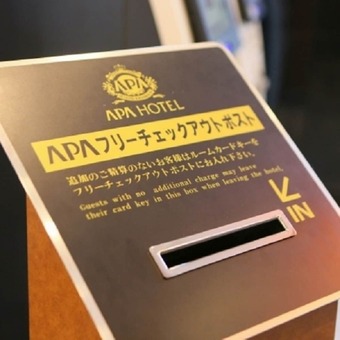 APA
APA HOTEL
APAフリーチェックアウトポスト
追加のご精算のないお客様はルームカードキーを
フリーチェックアウトポストにお入れ下さい。
Guests with no additional charge may leave
their card key in this box when leaving the hotel.
IN